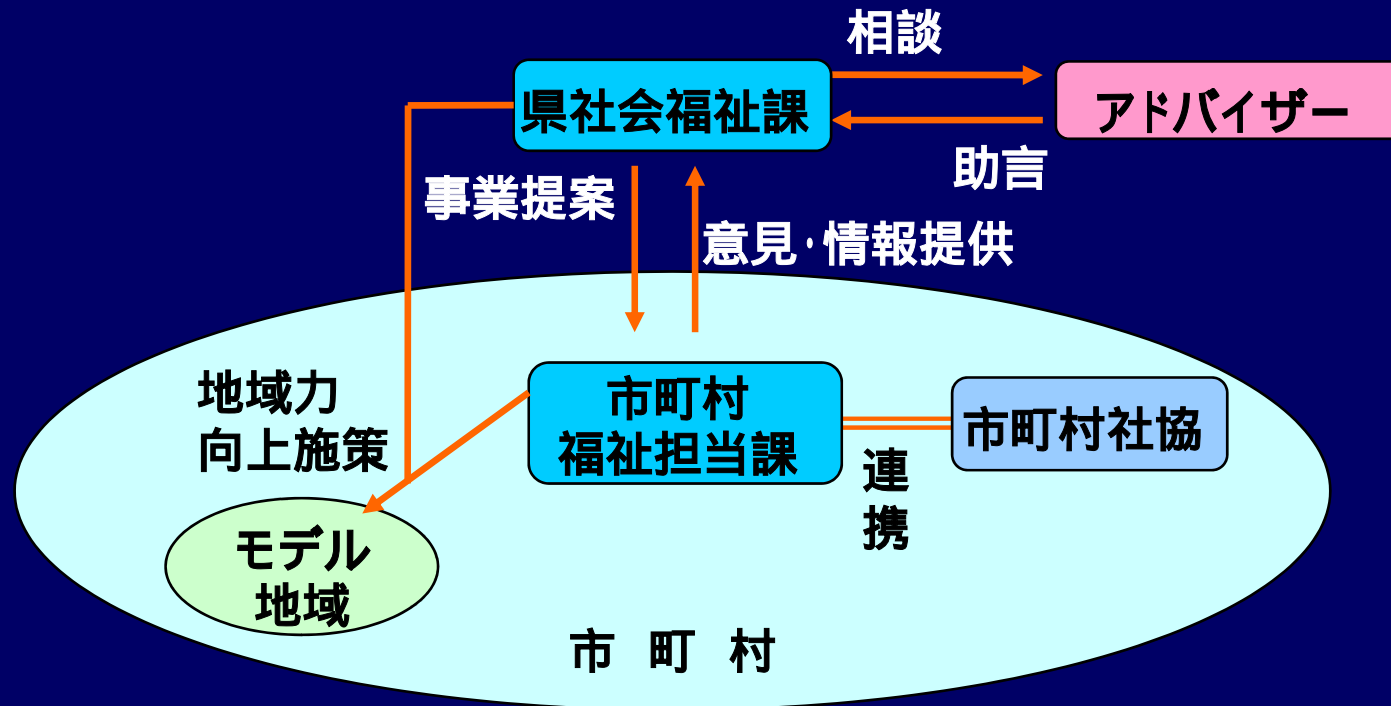 相談
県社会福祉課
アドバイザー
助言
事業提案
意見・情報提供
地域力
向上施策
市町村
福祉担当課
市町村社協
連
携
モデル
地域
市 町 村